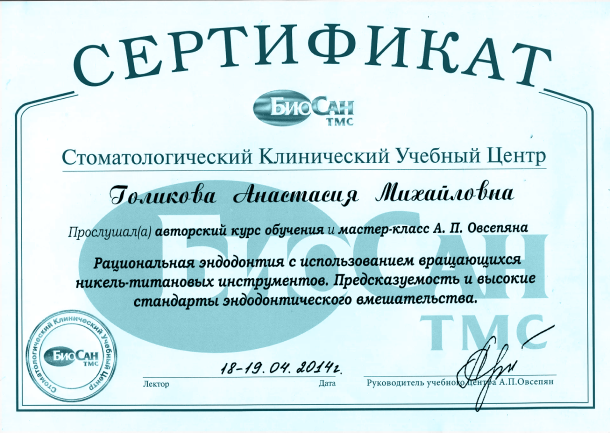 СЕРТИФИКАТ
БиоСан
ТМС
Стоматологический Клинический Учебный Центр
Голикова Анастасия Михайловна
Прослушал(а) авторский курс обучения и мастер-класс А. П. Овсепяна
Рациональная эндодонтия с использованием вращающихся
никель-титановых инструментов. Предсказуемость и высокие
стандарты эндодонтического вмешательства.
БиоСан
ТМС
Стоматологический Клинический Учебный Центр
БиоСан
ТМС
18-19.04.2014г.
Лектор
Дата
Руководитель учебного центра А.П.Овсепян